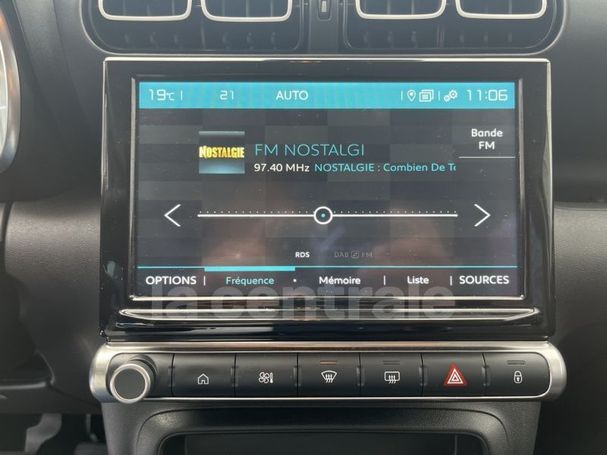 19°C 21 AUTO 11:06
NOSTALGIE
FM NOSTALGI
Bande
FM
97.40 MHz NOSTALGIE : Combien De Te
RDS DAB FM
OPTIONS Fréquence Mémoire Liste SOURCES
la centrale